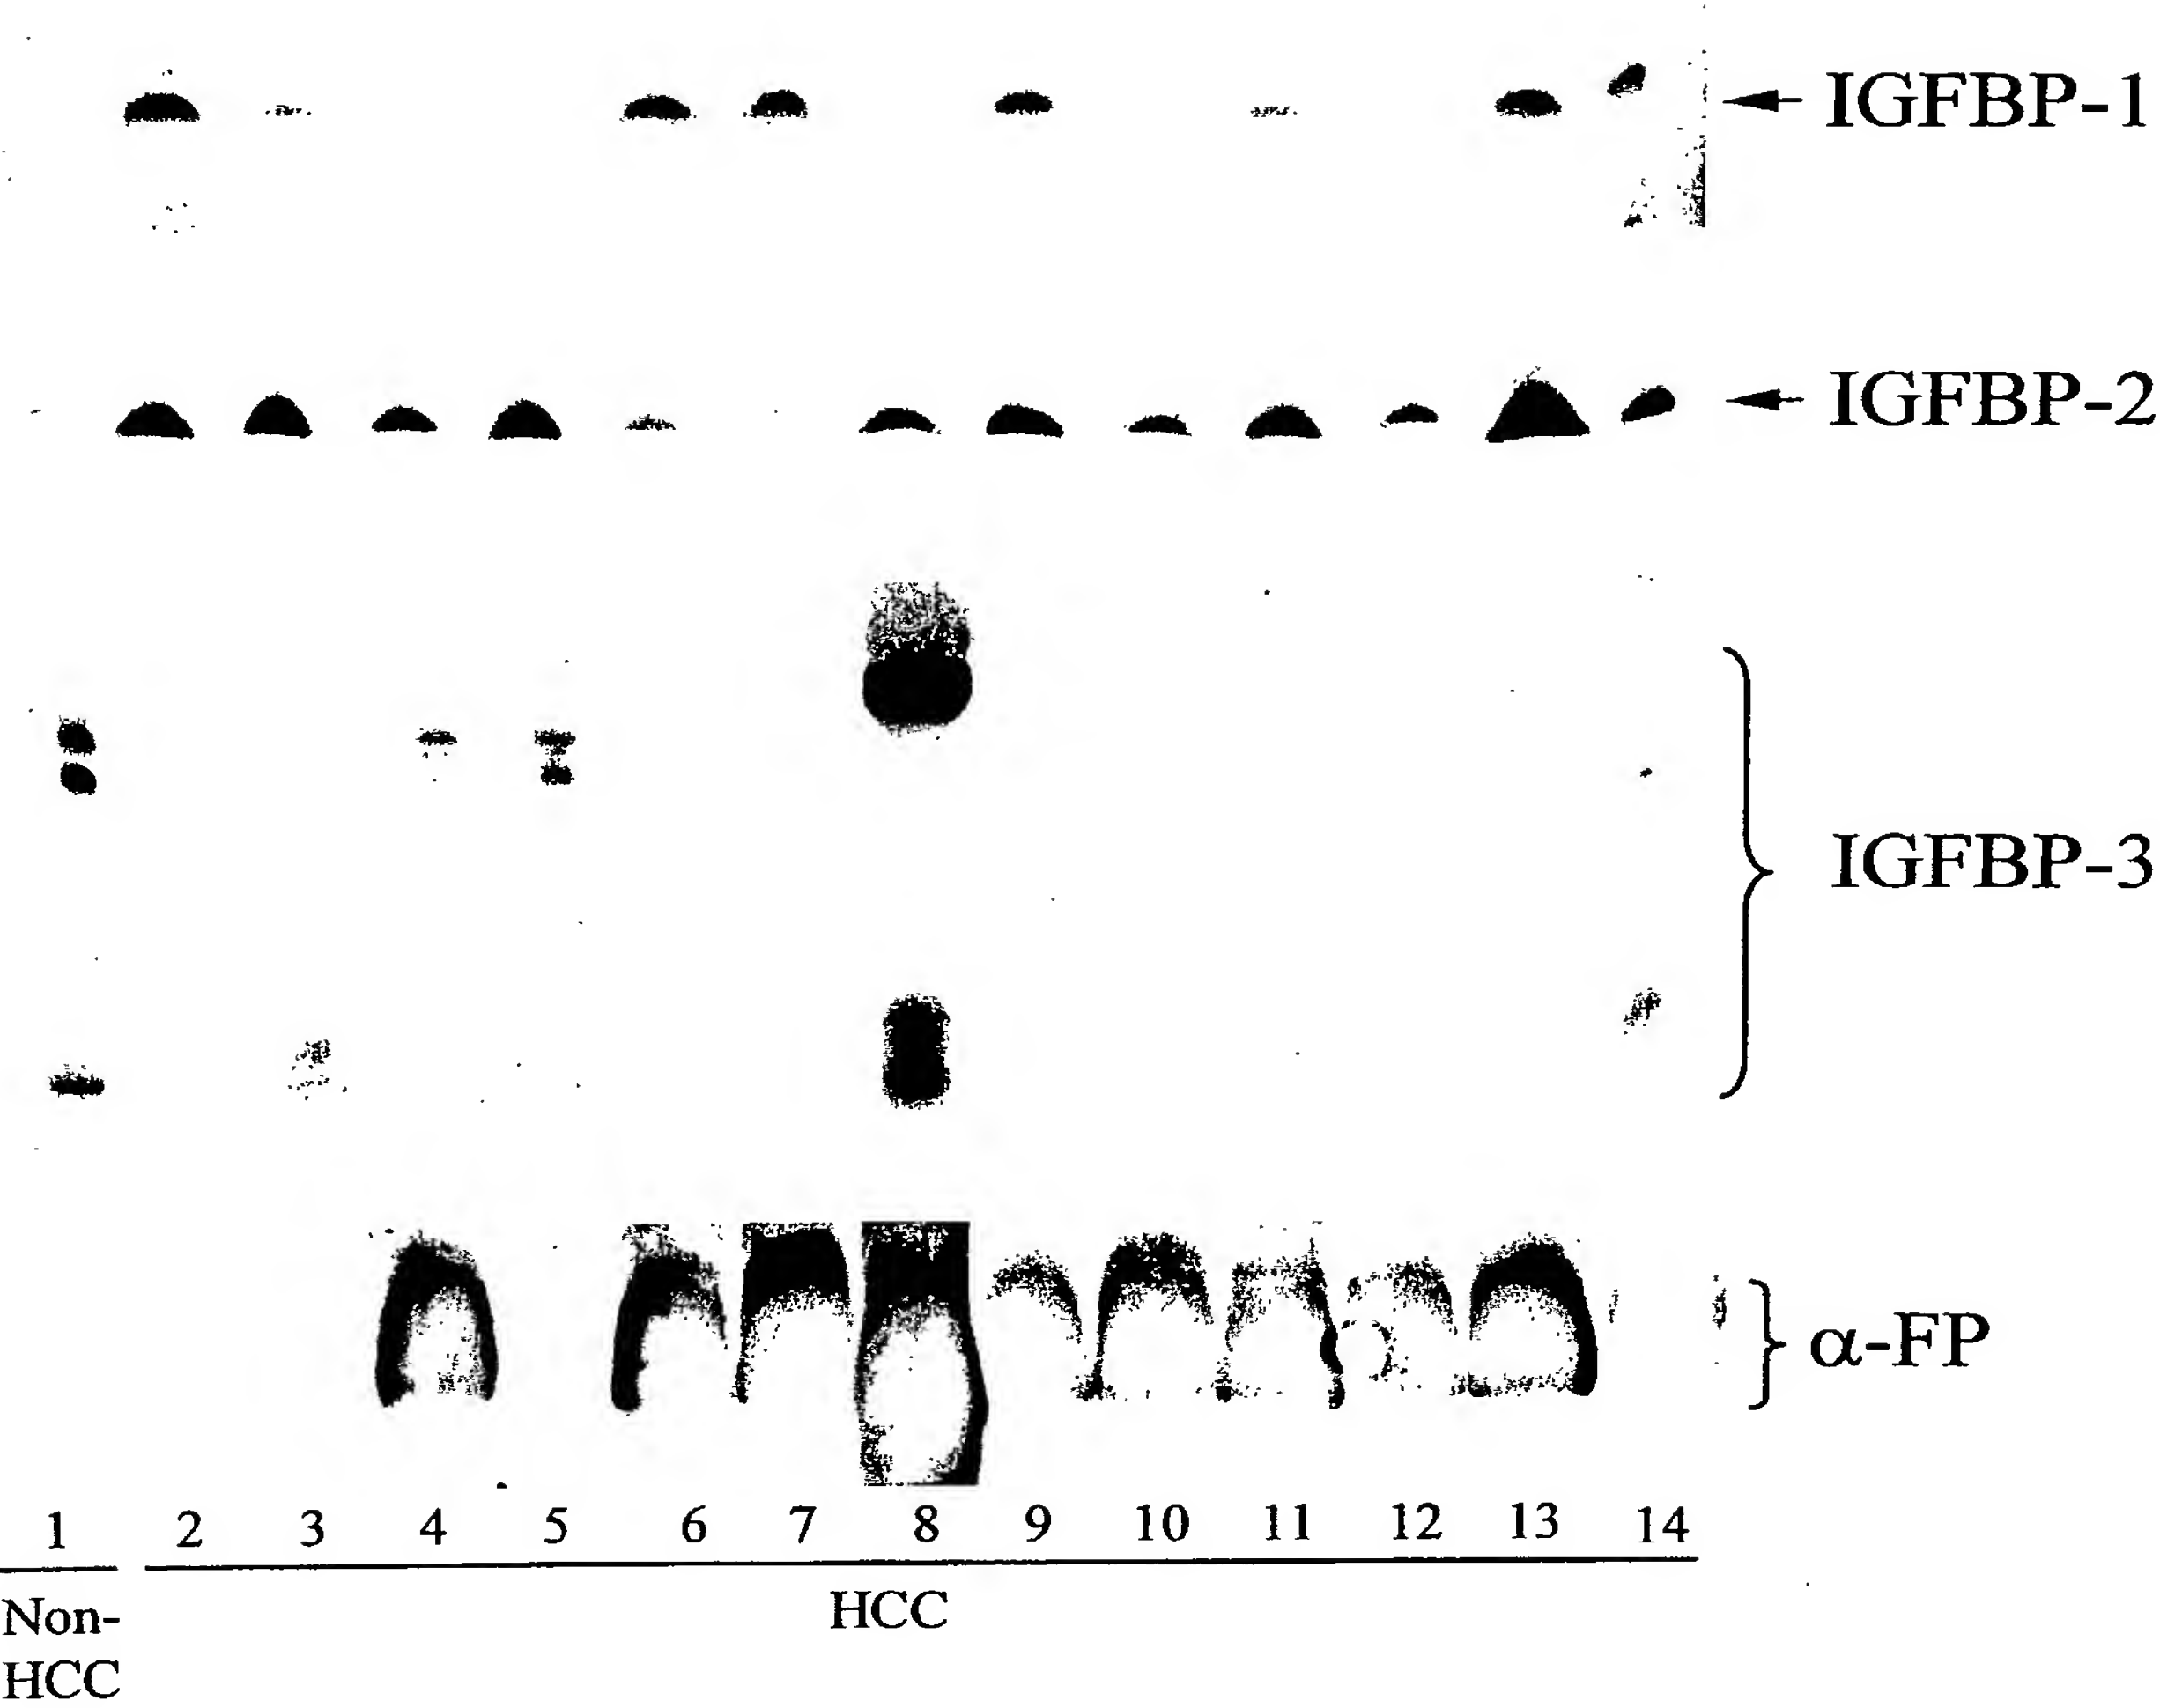 IGFBP-1
IGFBP-2
IGFBP-3
α-FP
1 2 3 4 5 6 7 8 9 10 11 12 13 14
Non-
HCC
HCC